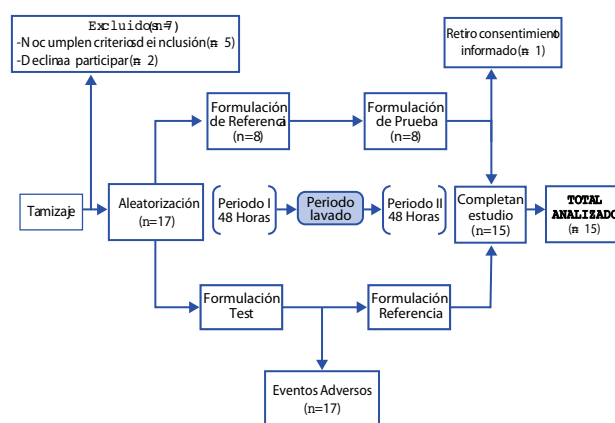 Excluidos(n=7)
-No cumplen criterios de inclusión(n= 5)
-Declina a participar(n= 2)
Retiro consentimiento
informado(n= 1)
Formulación
de Referencia
(n=8)
Formulación
de Prueba
(n=8)
Tamizaje
Aleatorización
(n=17)
Periodo I
48 Horas
Periodo
lavado
Periodo II
48 Horas
Completan
estudio
(n=15)
TOTAL
ANALIZADO
(n= 15)
Formulación
Test
Formulación
Referencia
Eventos Adversos
(n=17)